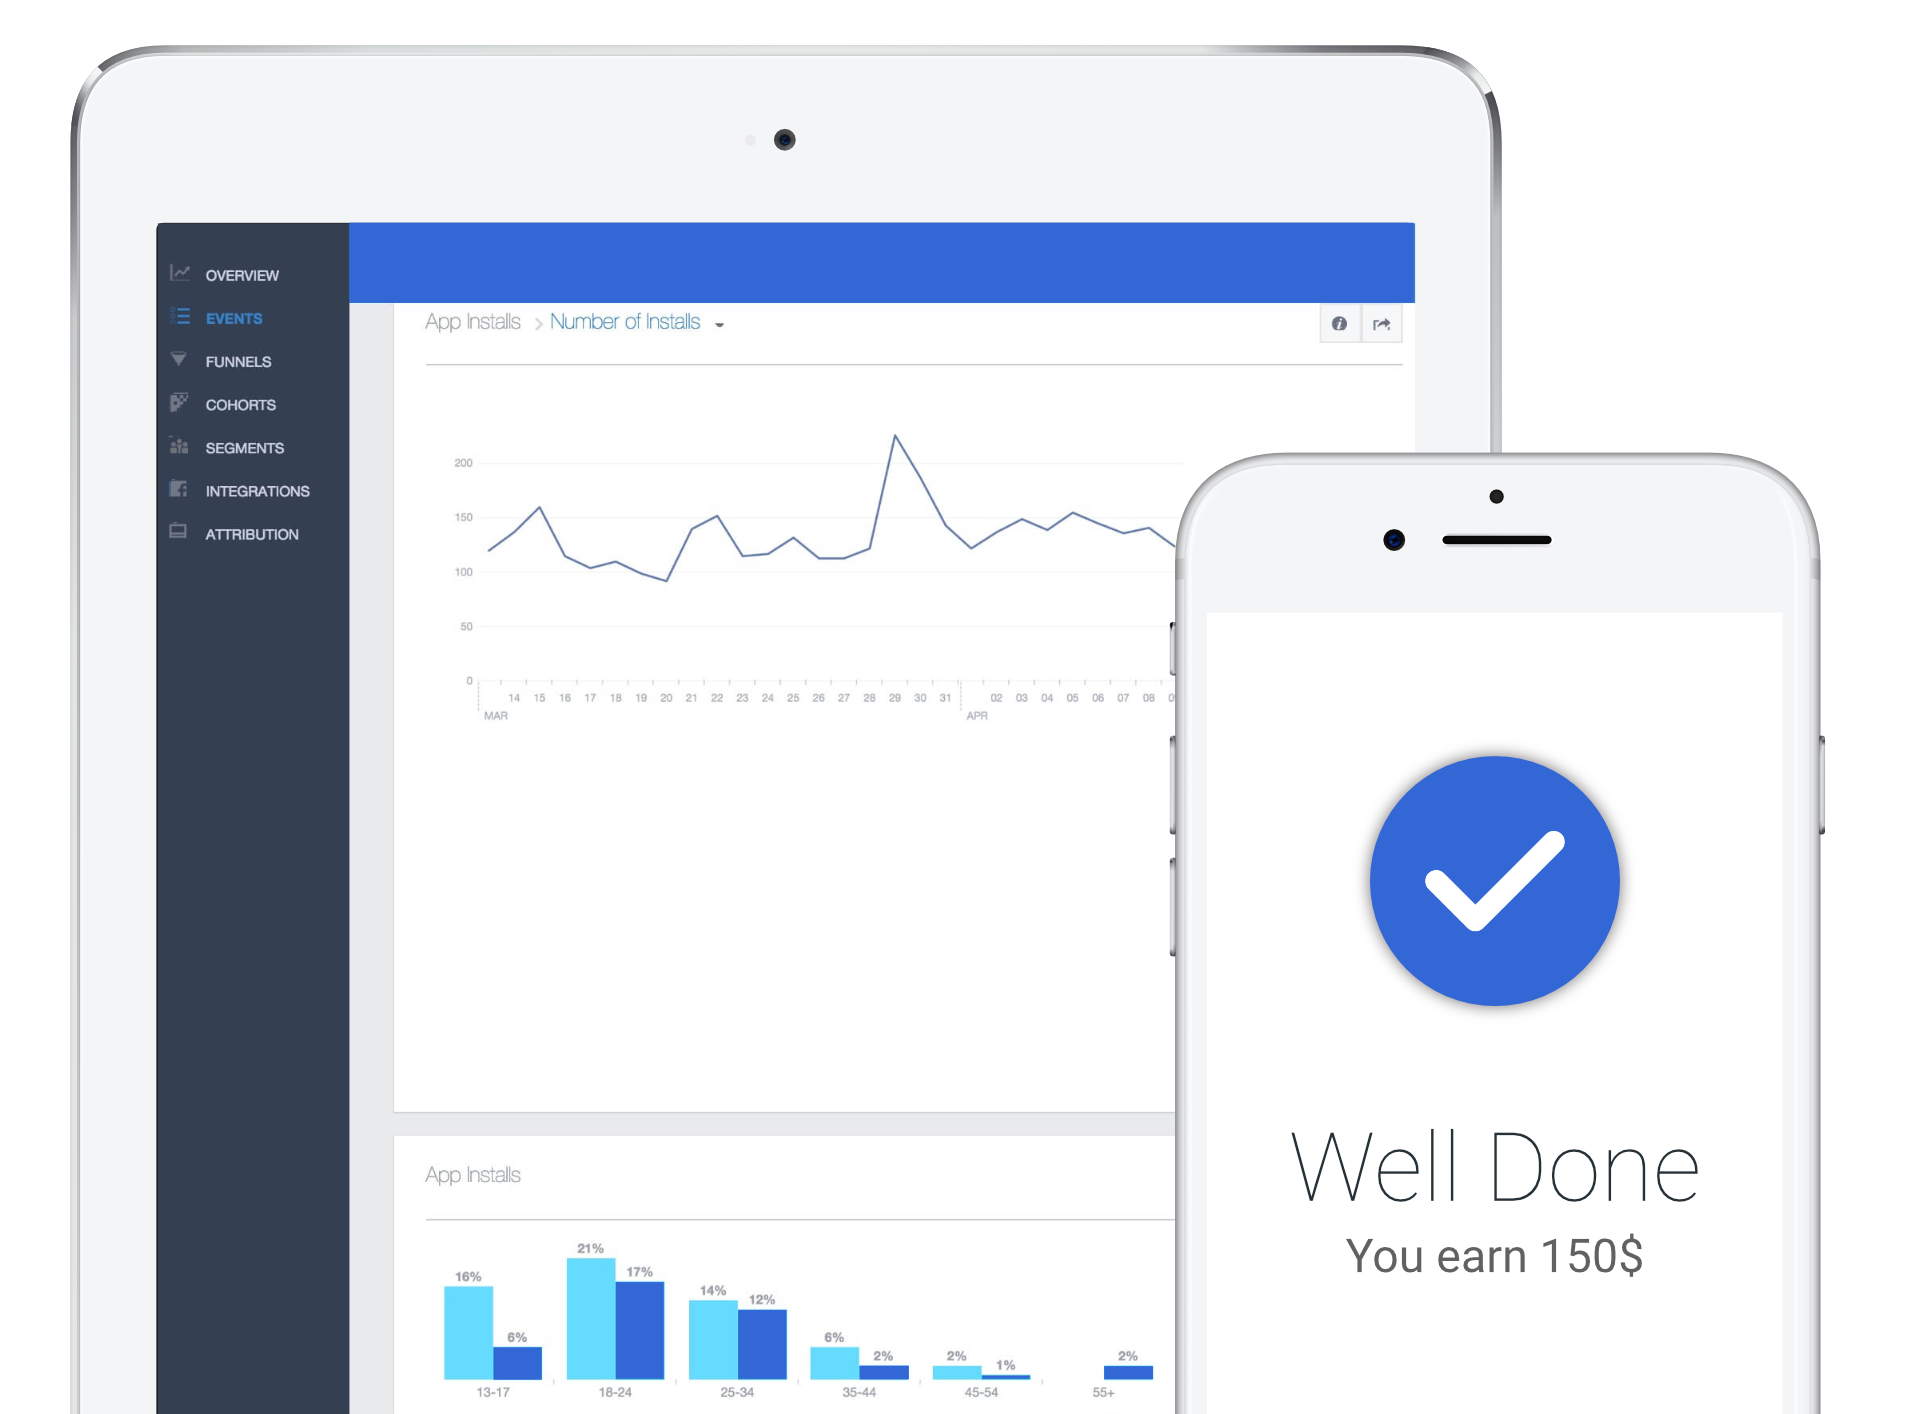 OVERVIEW
EVENTS
FUNNELS
COHORTS
SEGMENTS
INTEGRATIONS
ATTRIBUTION
App Installs > Number of Installs
200
150
100
50
0
14 15 16 17 18 19 20 21 22 23 24 25 26 27 28 29 30 31 02 03 04 05 06 07 08
MAR APR
App Installs
16% 6% 21% 17% 14% 12% 6% 2% 2% 1% 2%
13-17 18-24 25-34 35-44 45-54 55+
Well Done
You earn 150$